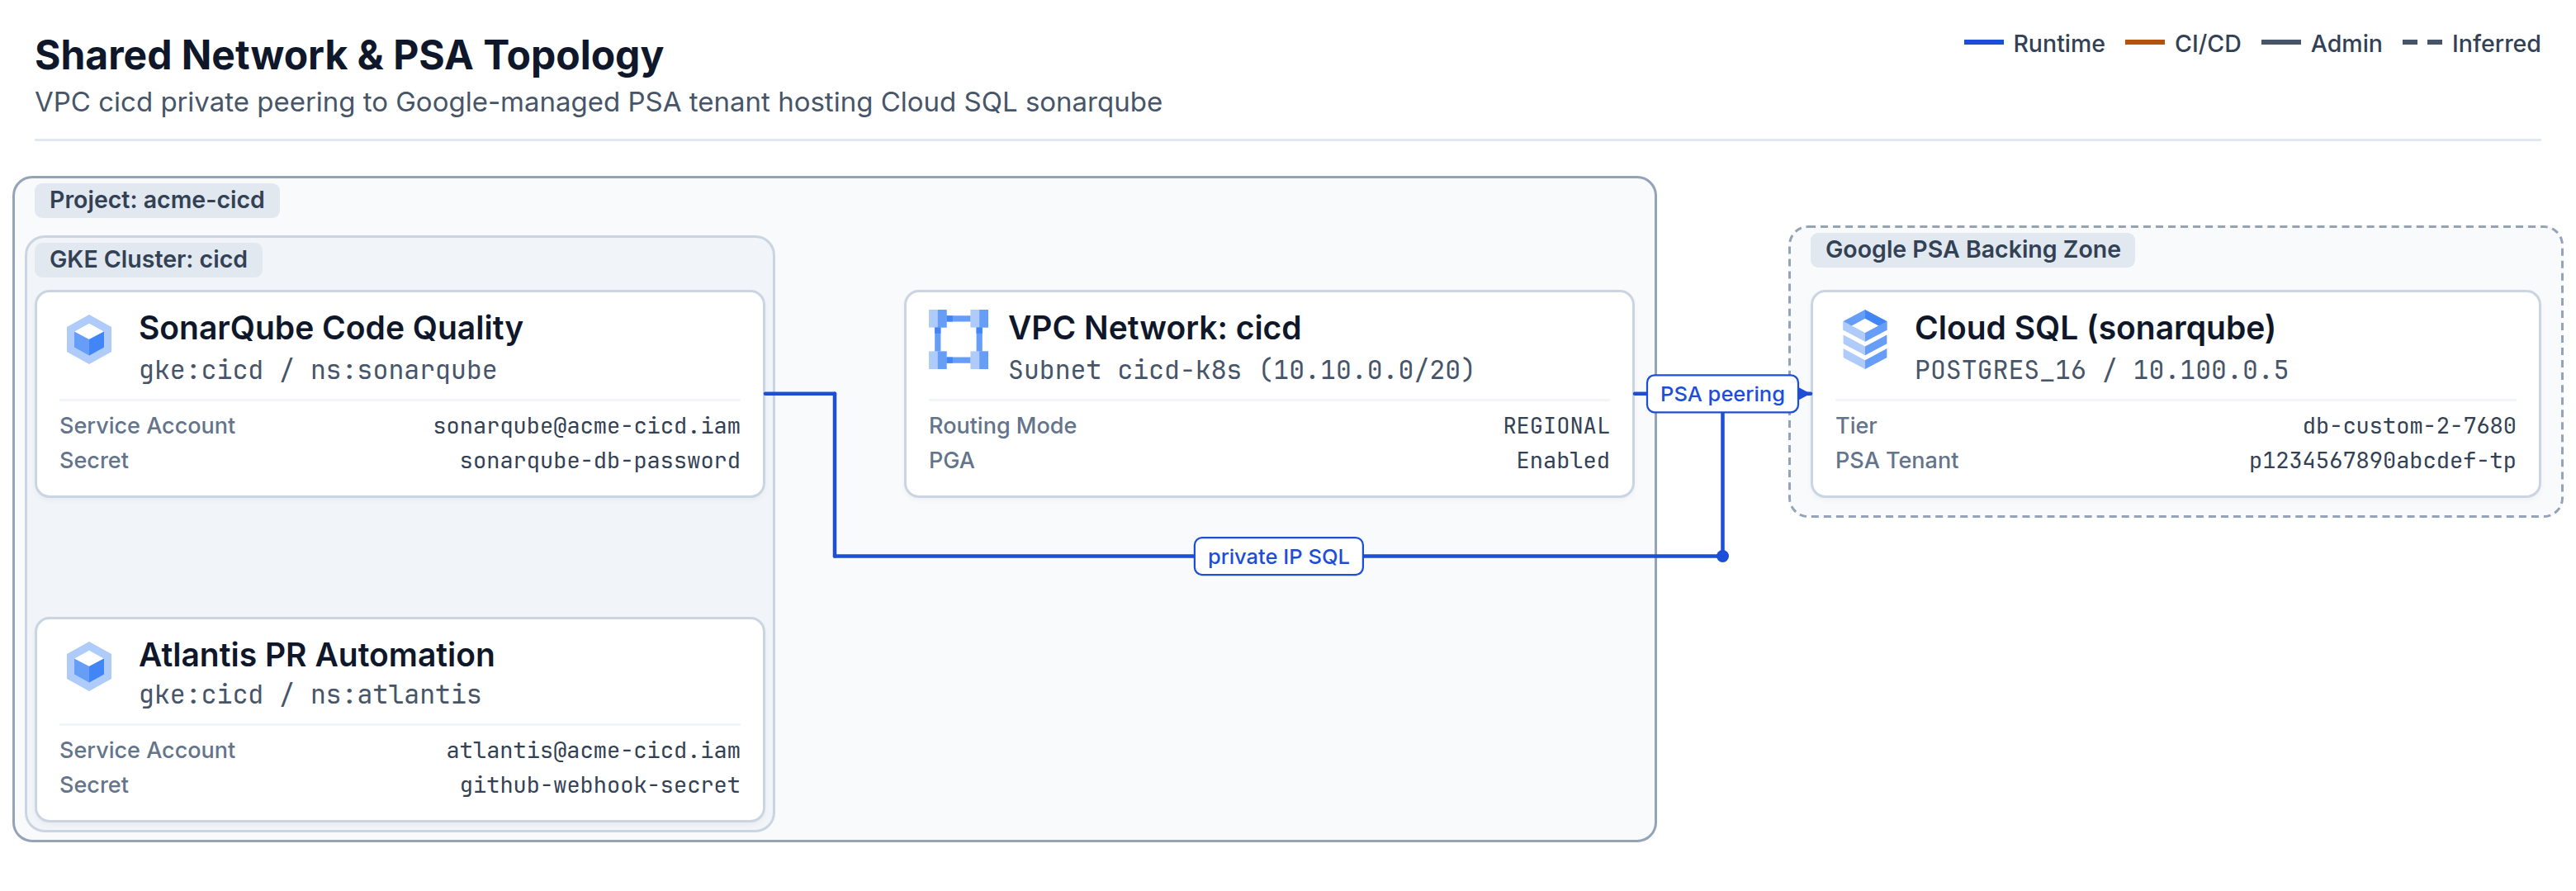 Shared Network & PSA Topology
VPC cicd private peering to Google-managed PSA tenant hosting Cloud SQL sonarqube
Runtime
CI/CD
Admin
Inferred
Project: acme-cicd
GKE Cluster: cicd
SonarQube Code Quality
gke:cicd / ns:sonarqube
Service Account sonarqube@acme-cicd.iam
Secret sonarqube-db-password
VPC Network: cicd
Subnet cicd-k8s (10.10.0.0/20)
Routing Mode REGIONAL
PGA Enabled
PSA peering
Google PSA Backing Zone
Cloud SQL (sonarqube)
POSTGRES_16 / 10.100.0.5
Tier db-custom-2-7680
PSA Tenant p1234567890abcdef-tp
private IP SQL
Atlantis PR Automation
gke:cicd / ns:atlantis
Service Account atlantis@acme-cicd.iam
Secret github-webhook-secret